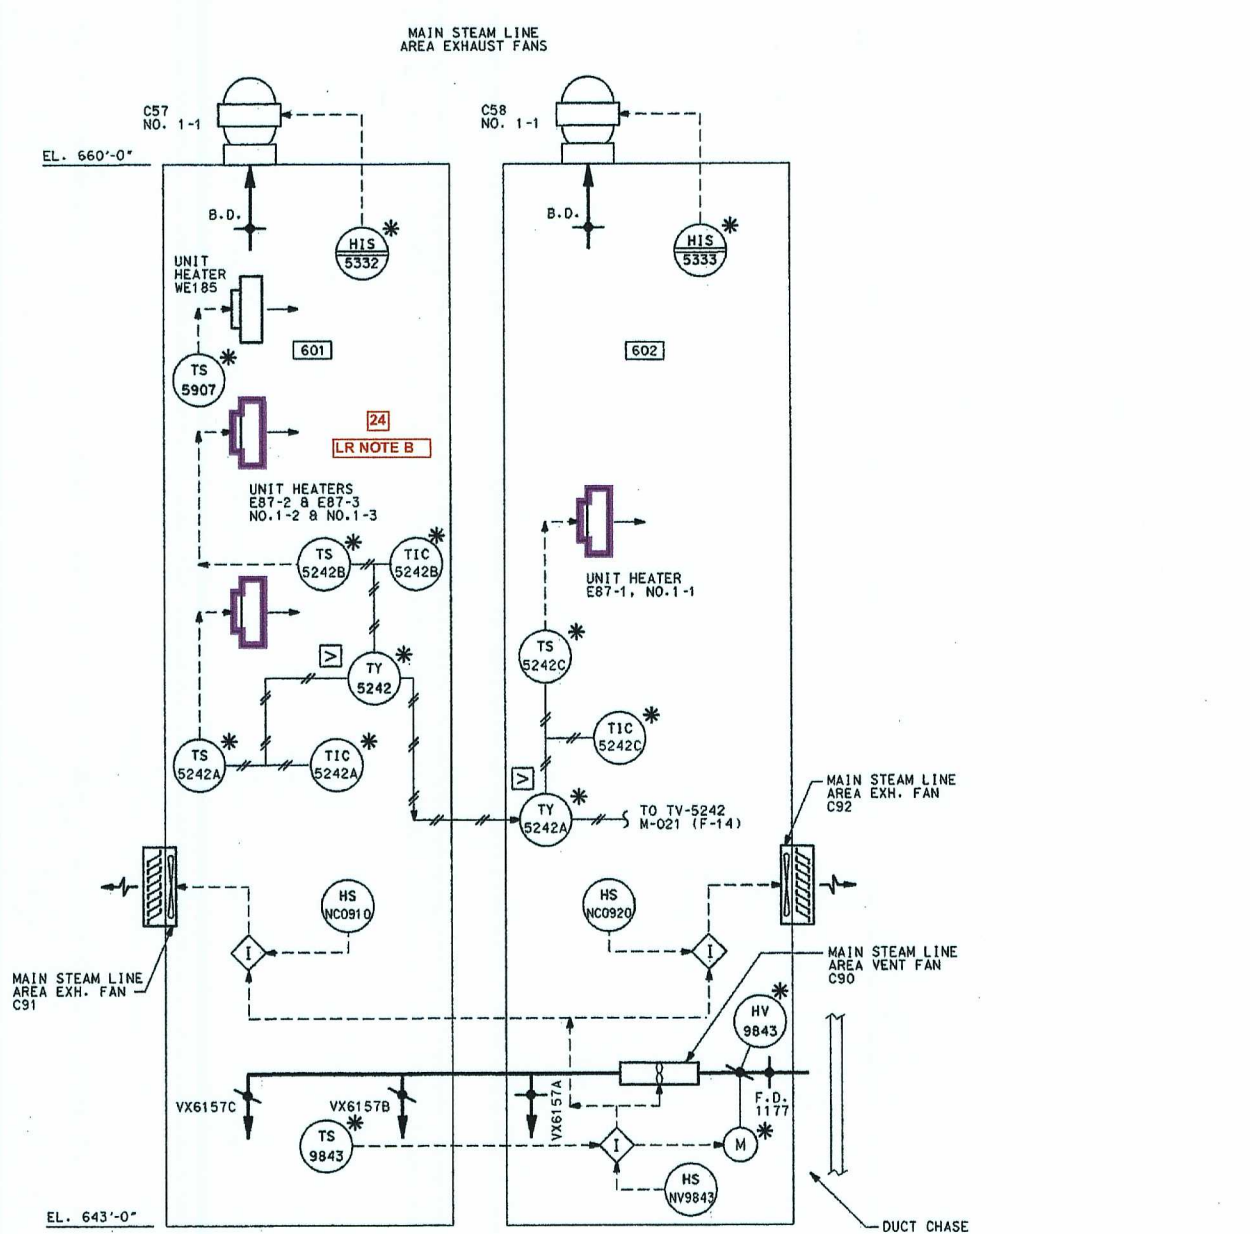 MAIN STEAM LINE
AREA EXHAUST FANS
C57
NO. 1-1
C58
NO. 1-1
EL. 660'-0"
B.D.
B.D.
HIS
5332
HIS
5333
UNIT
HEATER
WE185
601
602
TS
5907
24
LR NOTE B
UNIT HEATERS
E87-2 & E87-3
NO.1-2 & NO.1-3
TS
5242B
TIC
5242B
UNIT HEATER
E87-1, NO.1-1
TS
5242C
>
TY
5242
TIC
5242C
TS
5242A
TIC
5242A
>
TY
5242A
TO TV-5242
M-021 (F-14)
MAIN STEAM LINE
AREA EXH. FAN
C92
HS
NC0910
HS
NC0920
I
I
MAIN STEAM LINE
AREA VENT FAN
C90
MAIN STEAM LINE
AREA EXH. FAN
C91
HV
9843
VX6157C
VX6157B
VX6157A
F.D.
1177
TS
9843
I
M
HS
NV9843
EL. 643'-0"
DUCT CHASE